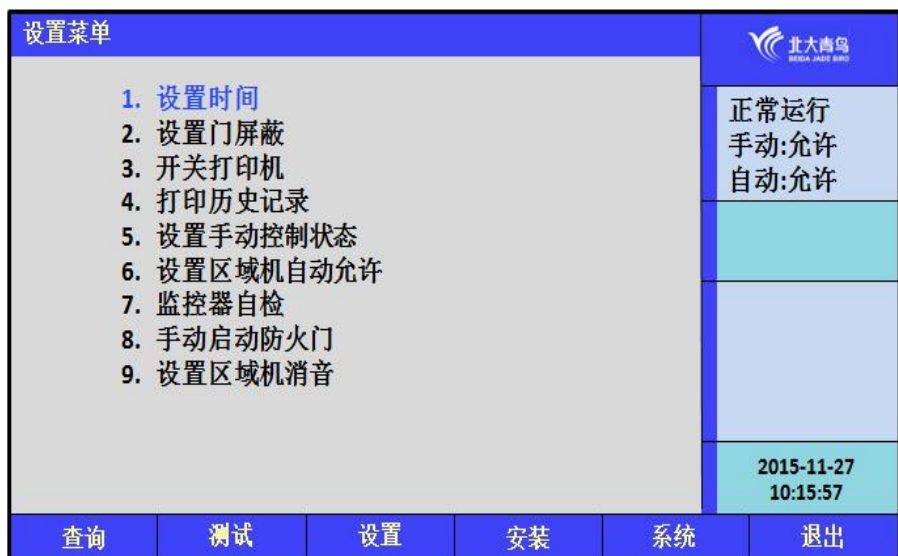 设置菜单
北大青鸟
BEIDA JADE BIRD
1. 设置时间
2. 设置门屏蔽
3. 开关打印机
4. 打印历史记录
5. 设置手动控制状态
6. 设置区域机自动允许
7. 监控器自检
8. 手动启动防火门
9. 设置区域机消音
正常运行
手动:允许
自动:允许
2015-11-27
10:15:57
查询 测试 设置 安装 系统 退出